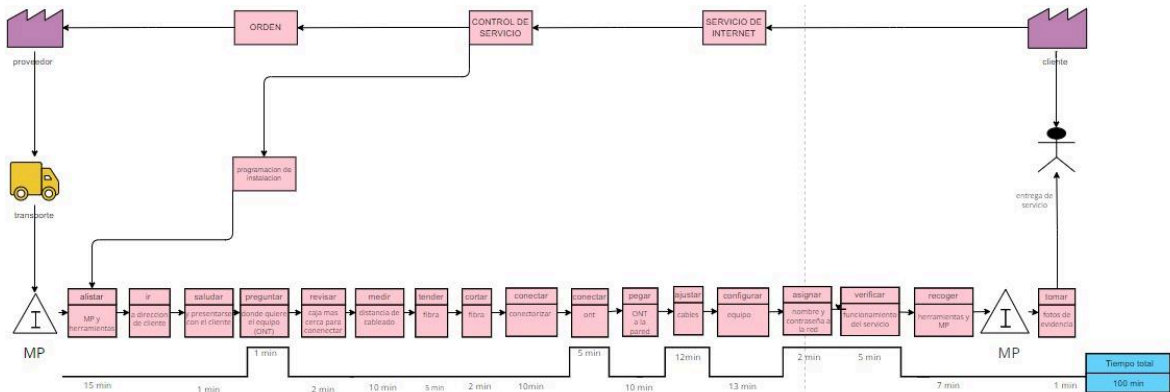 ORDEN
CONTROL DE
SERVICIO
SERVICIO DE
INTERNET
proveedor
cliente
programacion de
instalacion
transporte
entrega de
servicio
alistar
MP y
herramientas
ir
a direccion
de cliente
saludar
y presentarse
con el cliente
preguntar
donde quiere el
equipo
(ONT)
revisar
caja mas
cerca para
conenectar
medir
distancia de
cableado
tender
fibra
cortar
fibra
conectar
conectorizar
conectar
ont
pegar
ONT
a la
pared
ajustar
cables
configurar
equipo
asignar
nombre y
contraseña a
la red
verificar
funcionamiento
del servicio
recoger
herramientas y
MP
tomar
fotos de
evidencia
I
MP
I
MP
15 min
1 min
1 min
2 min
10 min
5 min
2 min
10min
5 min
10 min
12min
13 min
2 min
5 min
7 min
1 min
Tiempo total
100 min